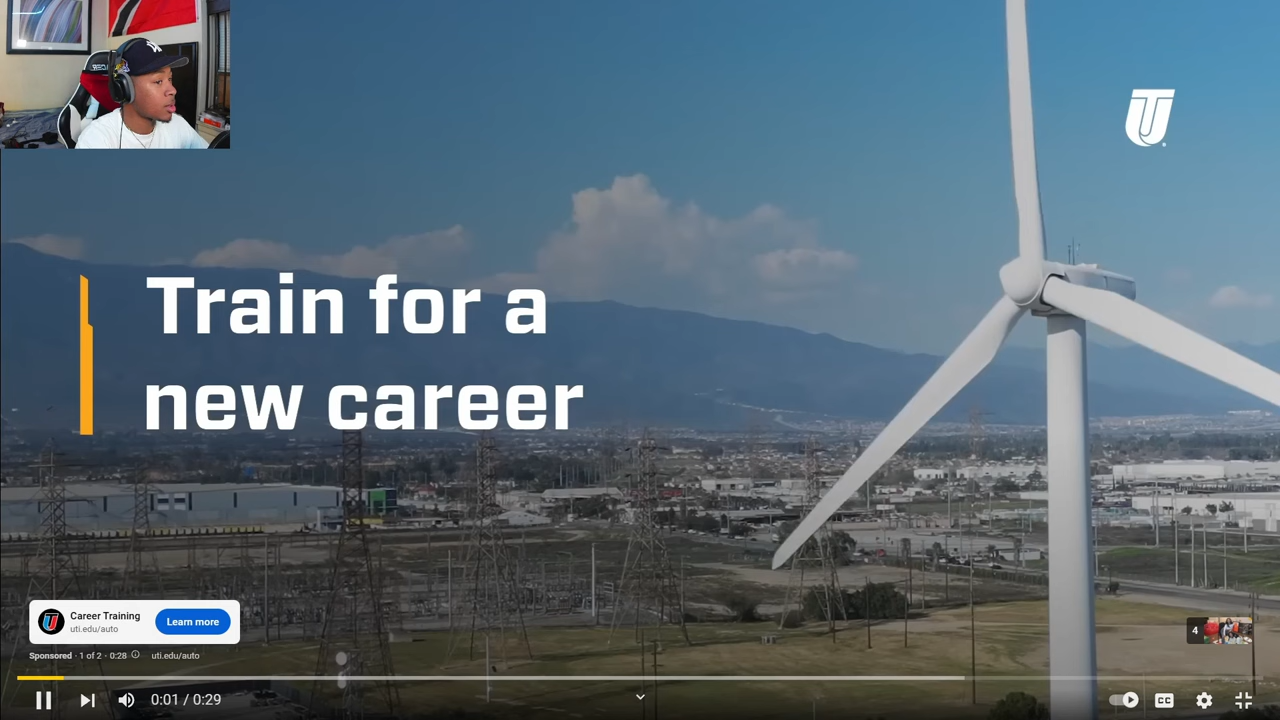 Train for a
new career
Career Training
uti.edu/auto
Learn more
Sponsored · 1 of 2 · 0:28
uti.edu/auto
4
0:01 / 0:29
CC